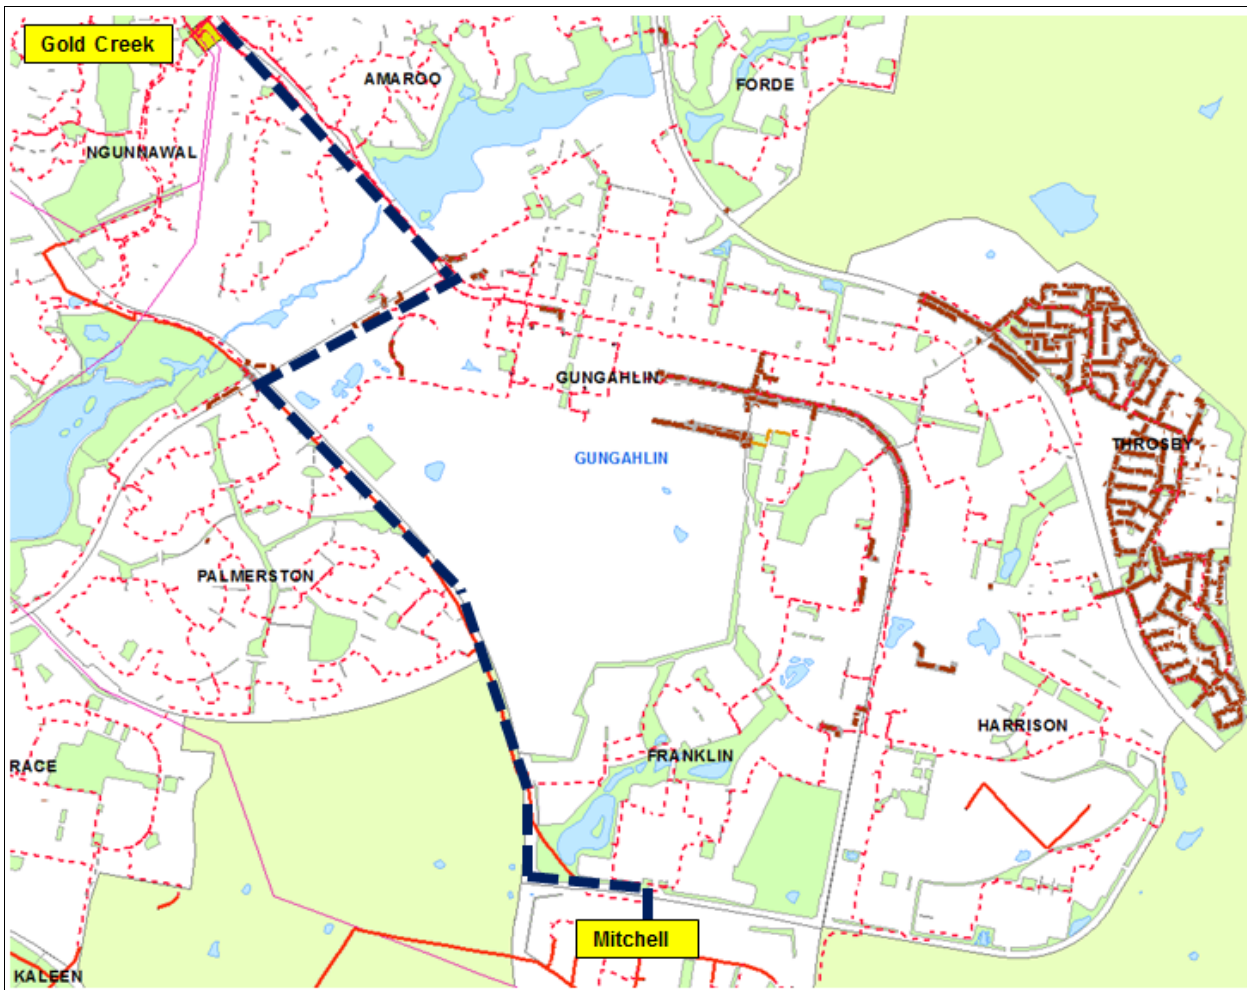 Gold Creek
AMAROO
FORDE
NGUNNAWAL
GUNGAHLIN
THROSBY
GUNGAHLIN
PALMERSTON
HARRISON
FRANKLIN
RACE
Mitchell
KALEEN